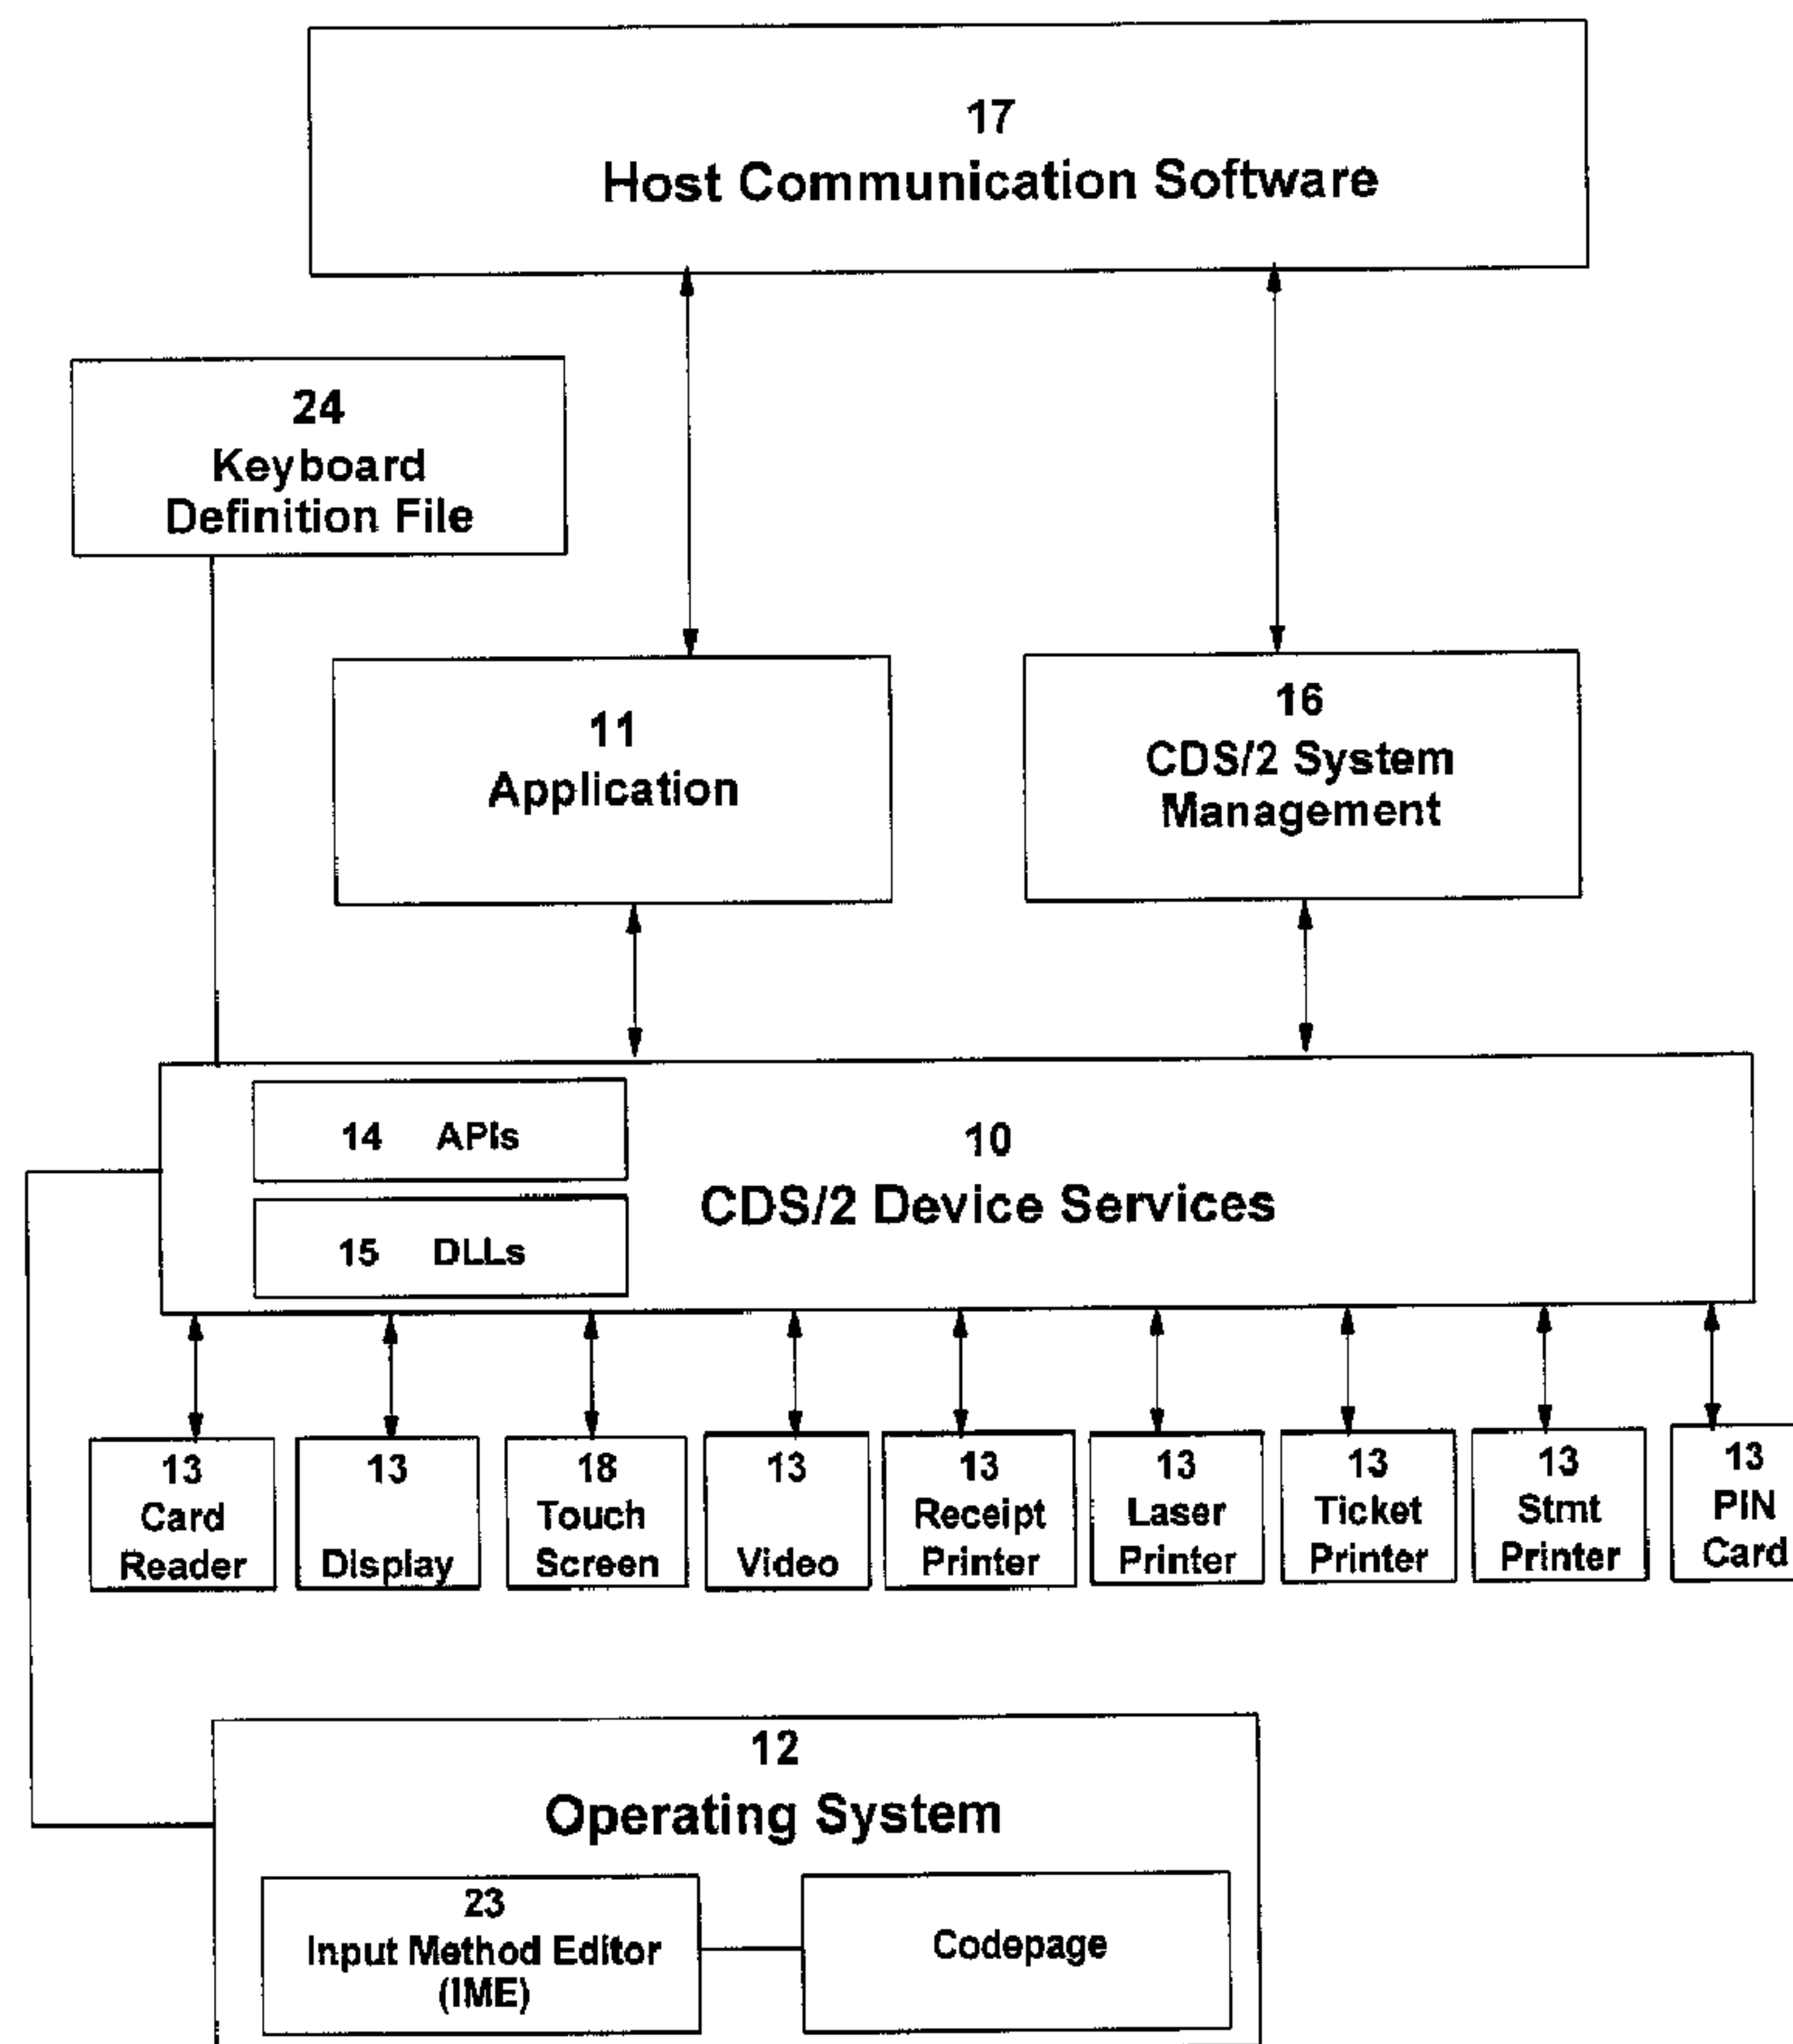 17
Host Communication Software
24
Keyboard
Definition File
11
Application
16
CDS/2 System
Management
14 APIs
10
CDS/2 Device Services
15 DLLs
13
Card
Reader
13
Display
18
Touch
Screen
13
Video
13
Receipt
Printer
13
Laser
Printer
13
Ticket
Printer
13
Stmt
Printer
13
PIN
Card
12
Operating System
23
Input Method Editor
(IME)
Codepage